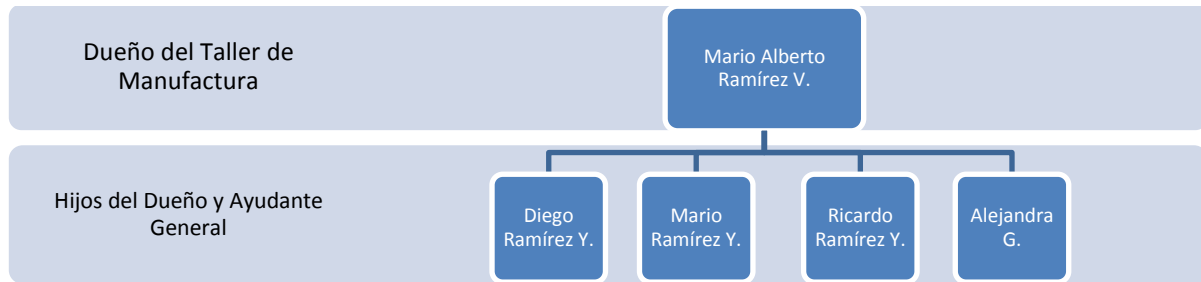 Dueño del Taller de
Manufactura
Mario Alberto
Ramírez V.
Hijos del Dueño y Ayudante
General
Diego
Ramírez Y.
Mario
Ramírez Y.
Ricardo
Ramírez Y.
Alejandra
G.